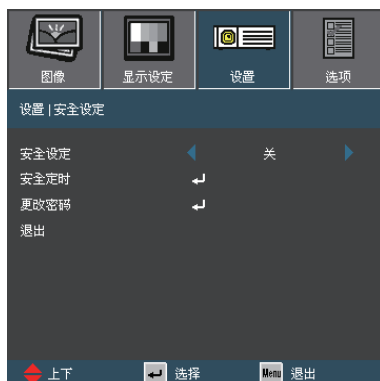 图像 显示设定 设置 选项
设置 | 安全设定
安全设定 关
安全定时
更改密码
退出
上下 选择 Menu 退出